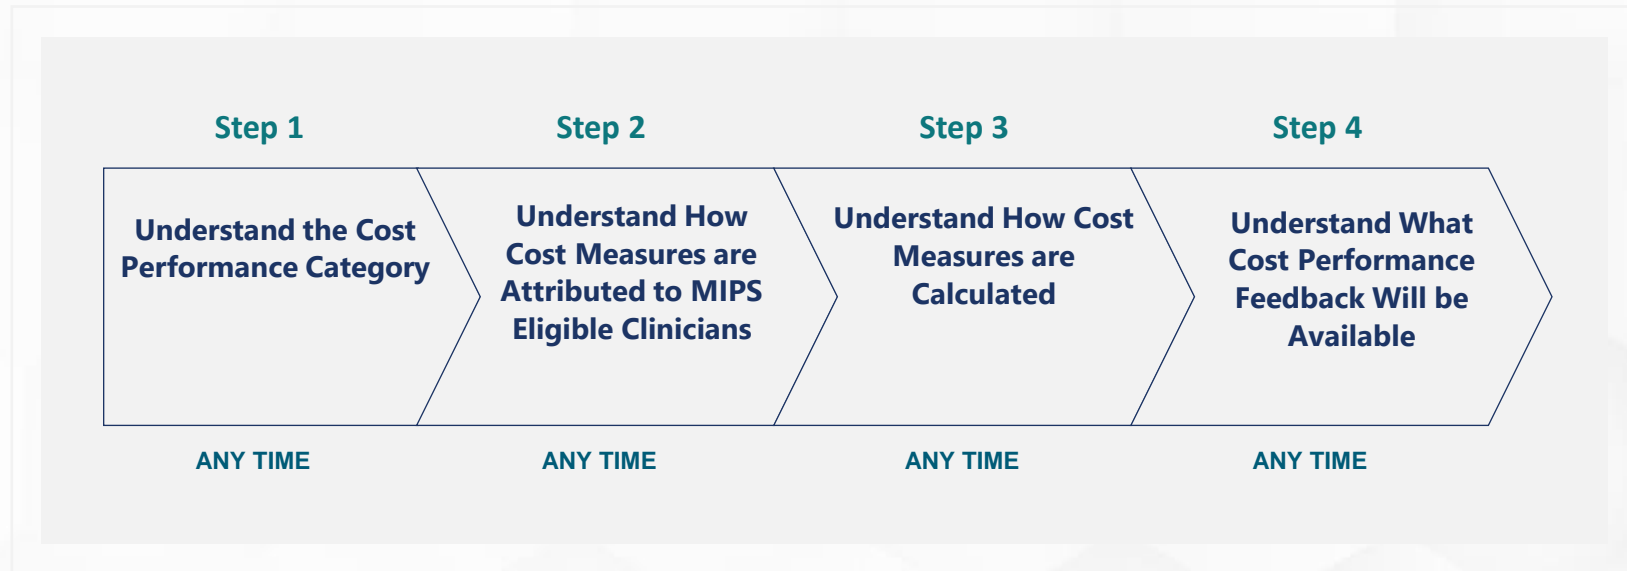 Step 1
Step 2
Step 3
Step 4
Understand the Cost
Performance Category
Understand How
Cost Measures are
Attributed to MIPS
Eligible Clinicians
Understand How Cost
Measures are
Calculated
Understand What
Cost Performance
Feedback Will be
Available
ANY TIME
ANY TIME
ANY TIME
ANY TIME